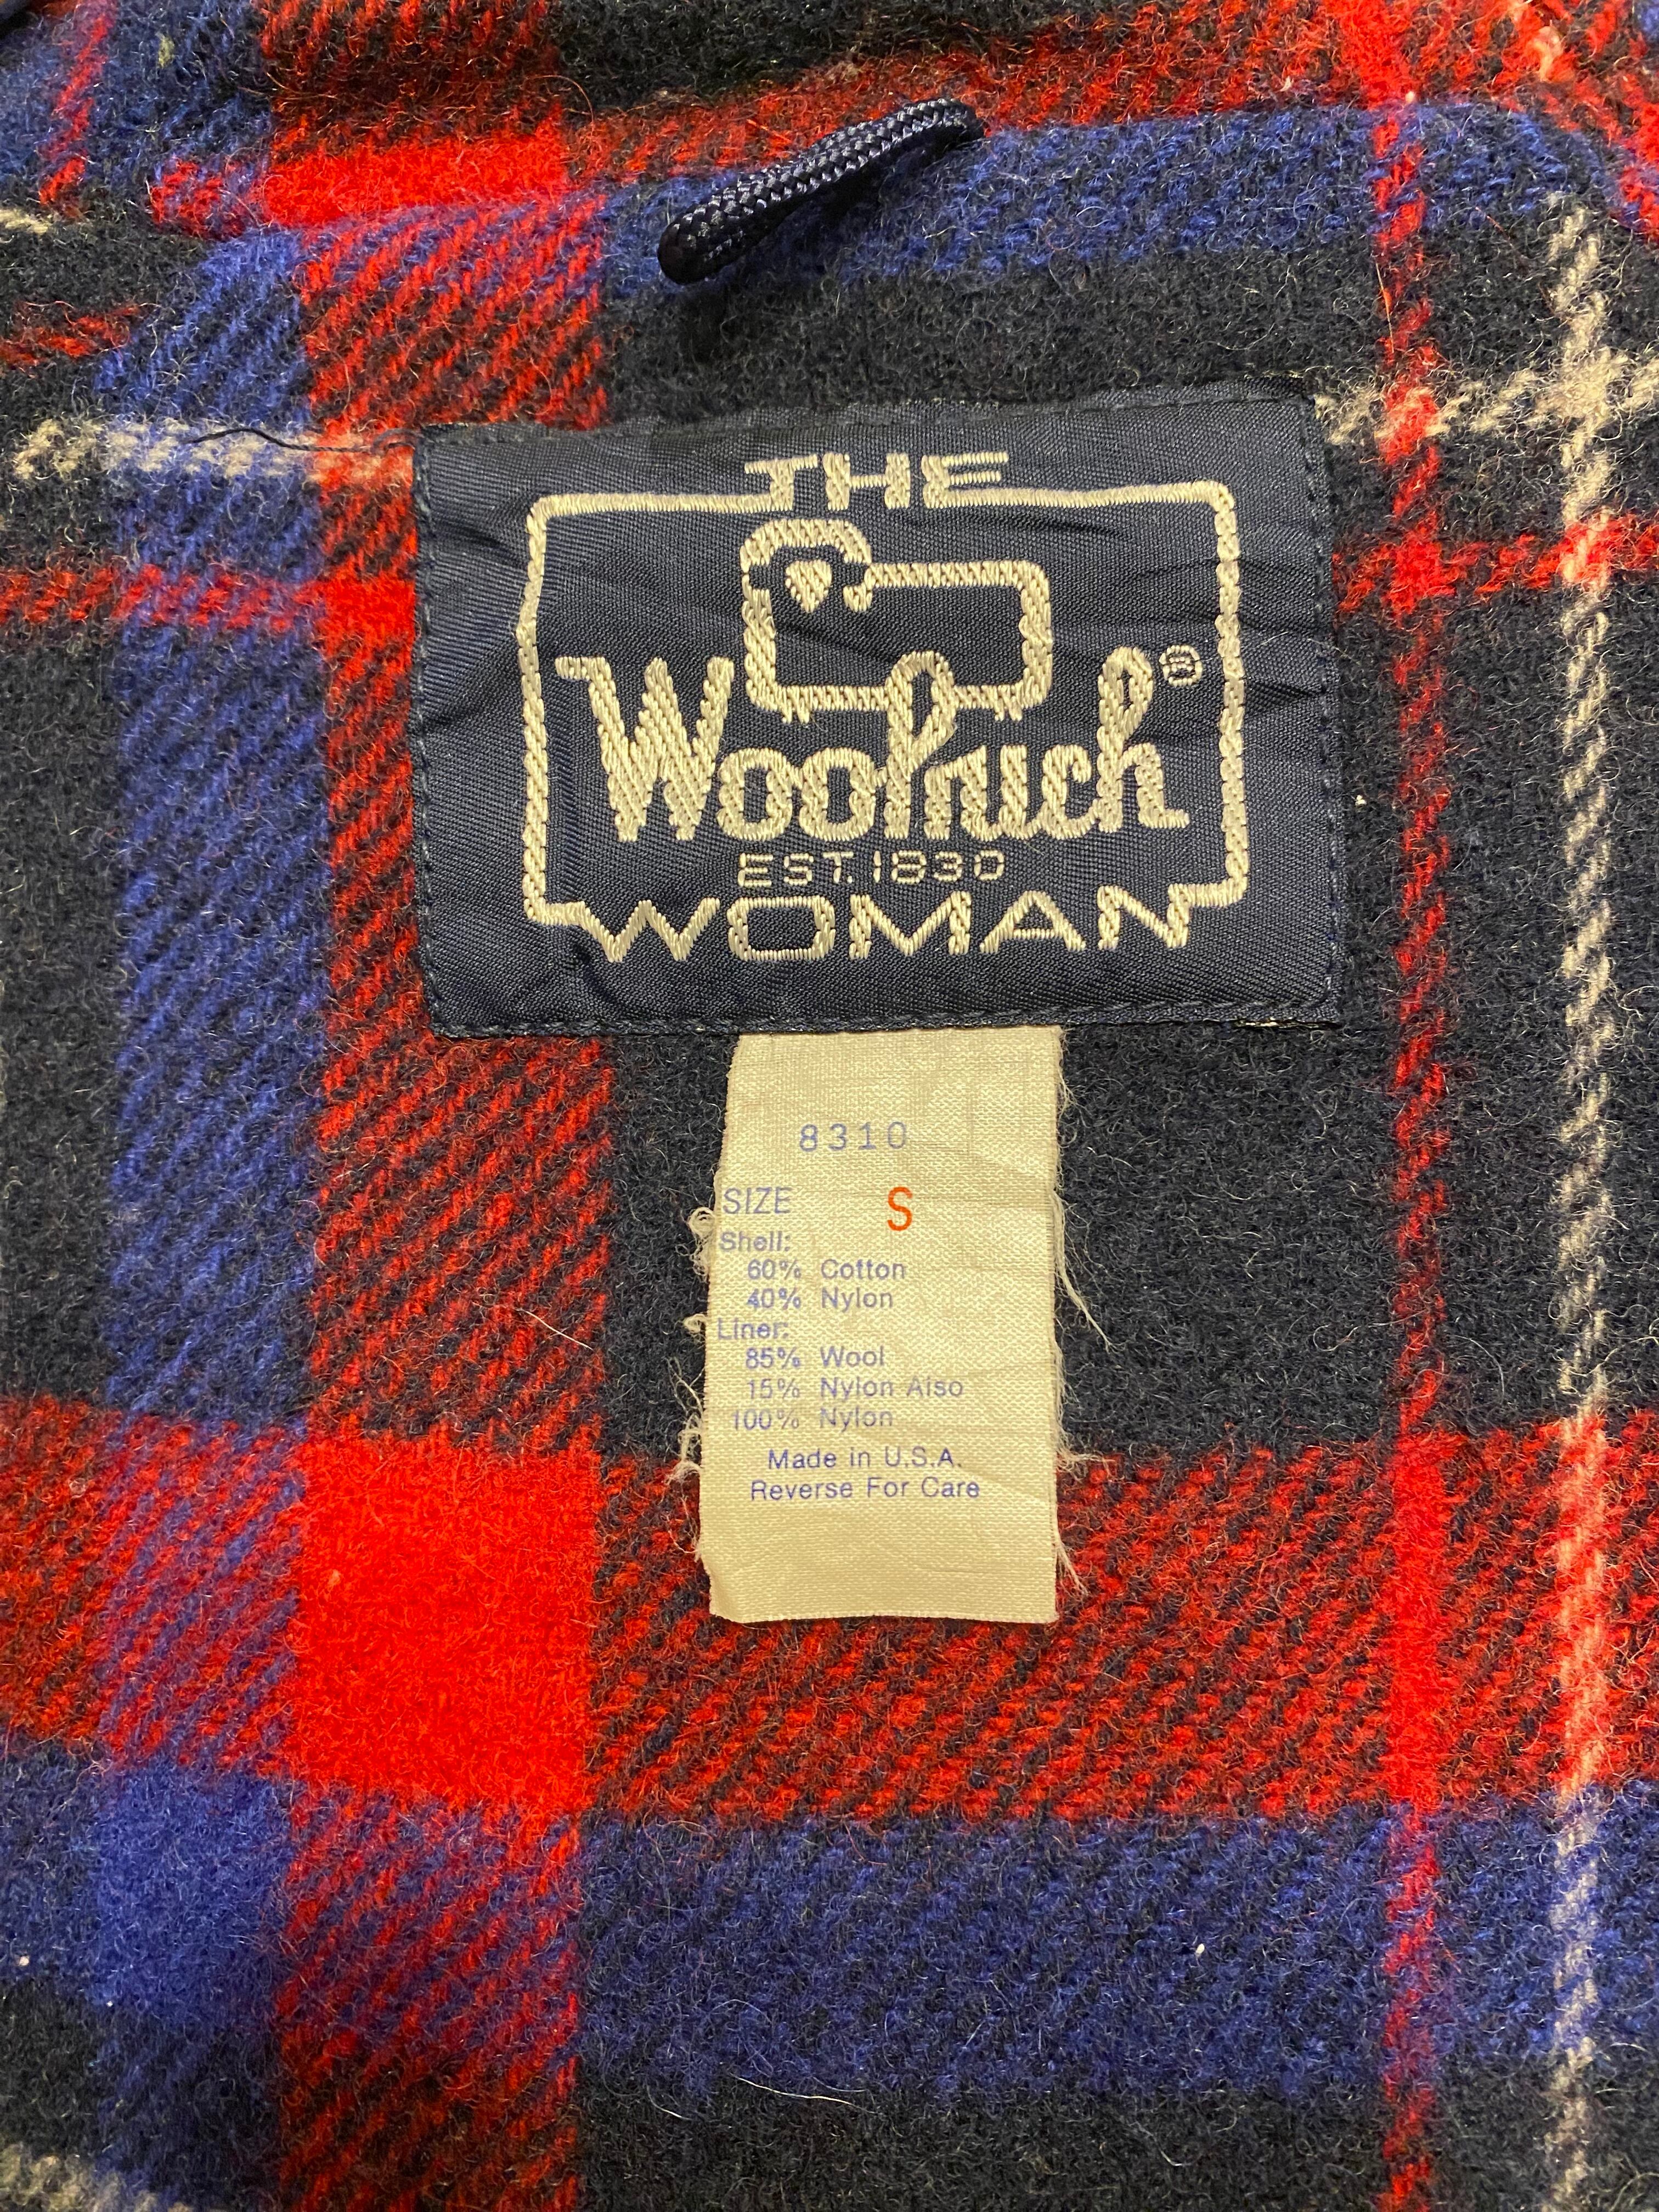 THE
Woolrich®
EST. 1830
WOMAN
8310
SIZE S
Shell:
60% Cotton
40% Nylon
Liner:
85% Wool
15% Nylon Also
100% Nylon
Made in U.S.A.
Reverse For Care